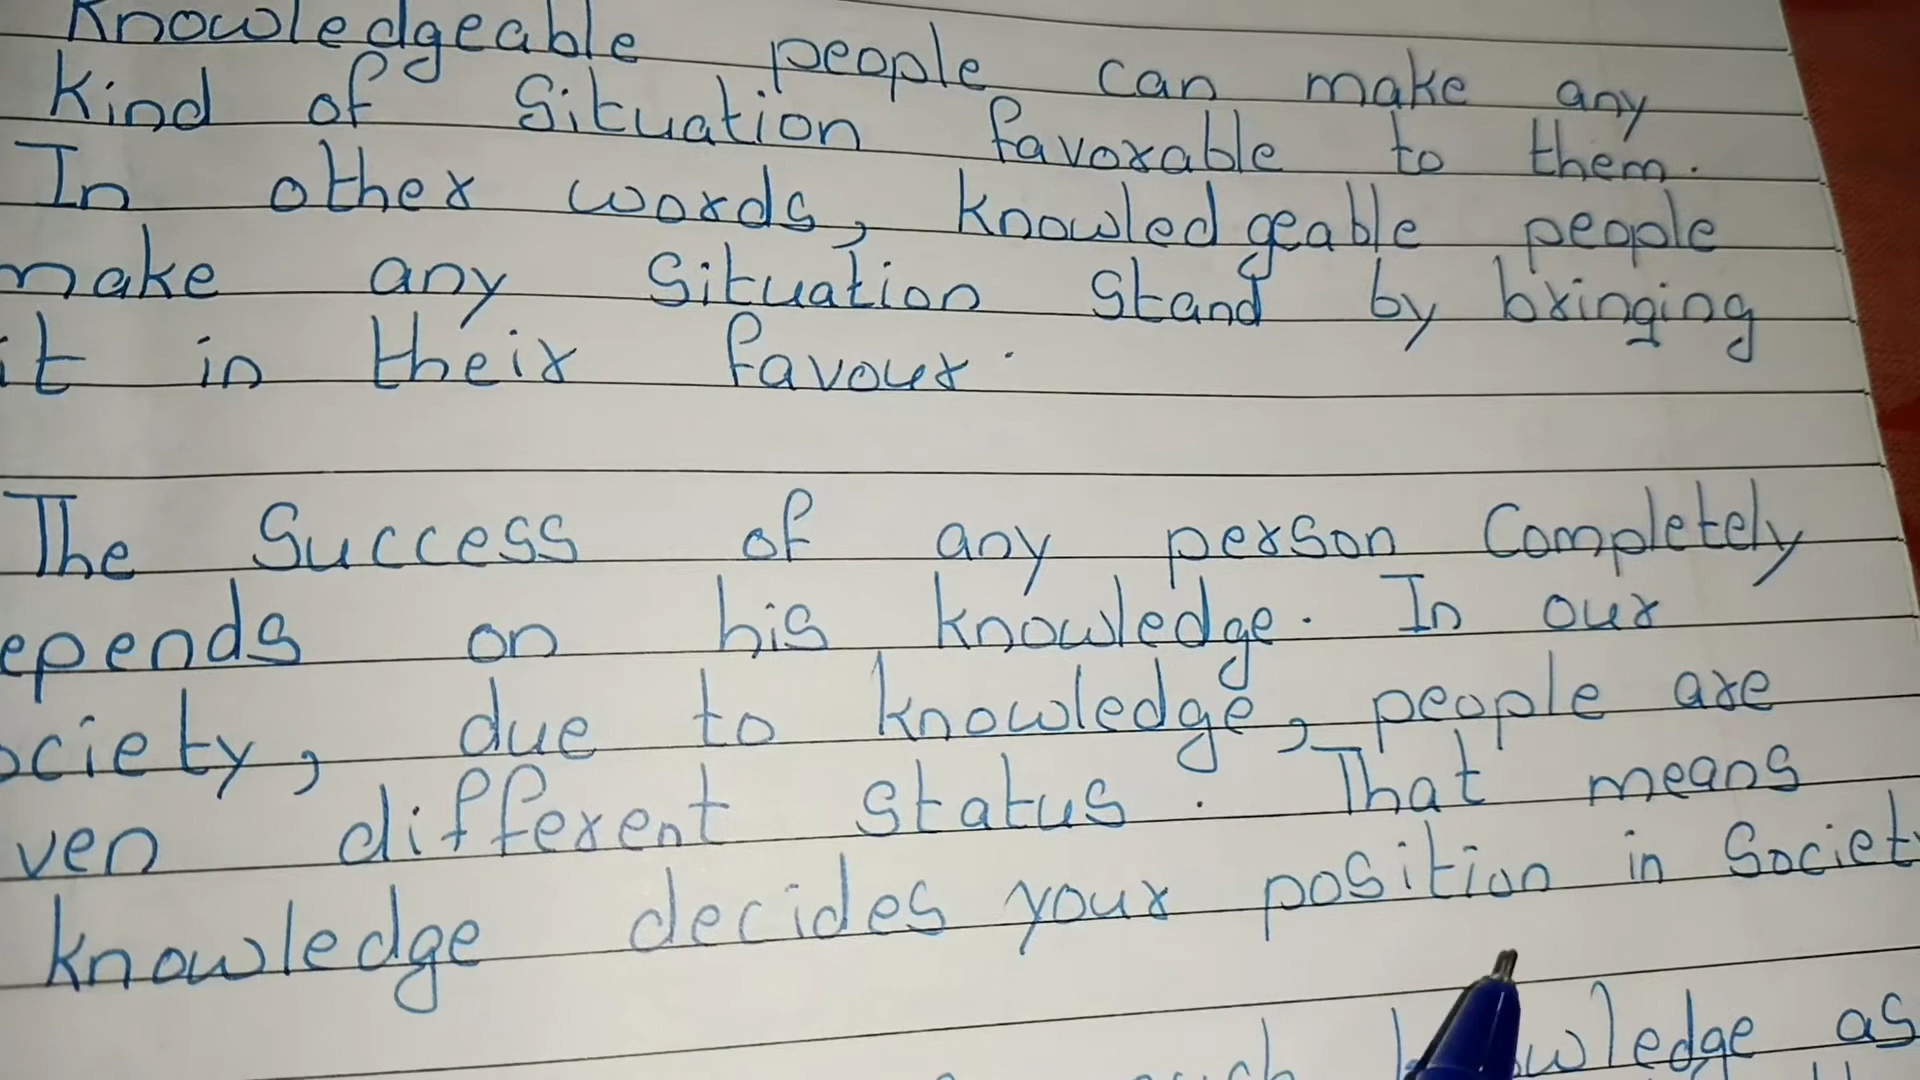 Knowledgeable people can make any
Kind of Situation favorable to them.
In other words, knowledgeable people
make any Situation Stand by bringing
it in their favour.
The Success of any person Completely
epends on his knowledge. In our
ociety, due to knowledge, people are
ven different Status. That means
knowledge decides your position in Societ
as